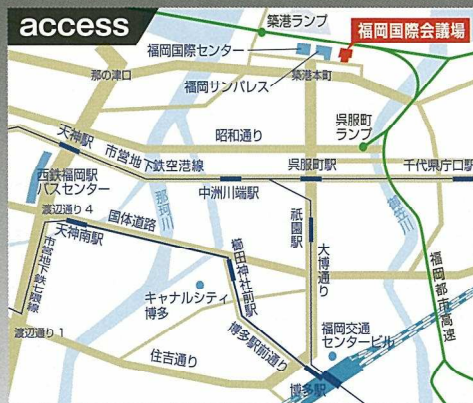 access
築港ランプ
福岡国際会議場
福岡国際センター
福岡リンパレス
那の津口
築港本町
呉服町
ランプ
昭和通り
天神駅
市営地下鉄空港線
呉服町駅
千代県庁口駅
西鉄福岡駅
バスセンター
中洲川端駅
那珂川
御笠川
祇園駅
大博通り
渡辺通り4
国体道路
天神南駅
市営地下鉄七隈線
櫛田神社前駅
キャナルシティ
博多
福岡都市高速
博多駅前通り
福岡交通
センタービル
渡辺通り1
住吉通り
博多駅